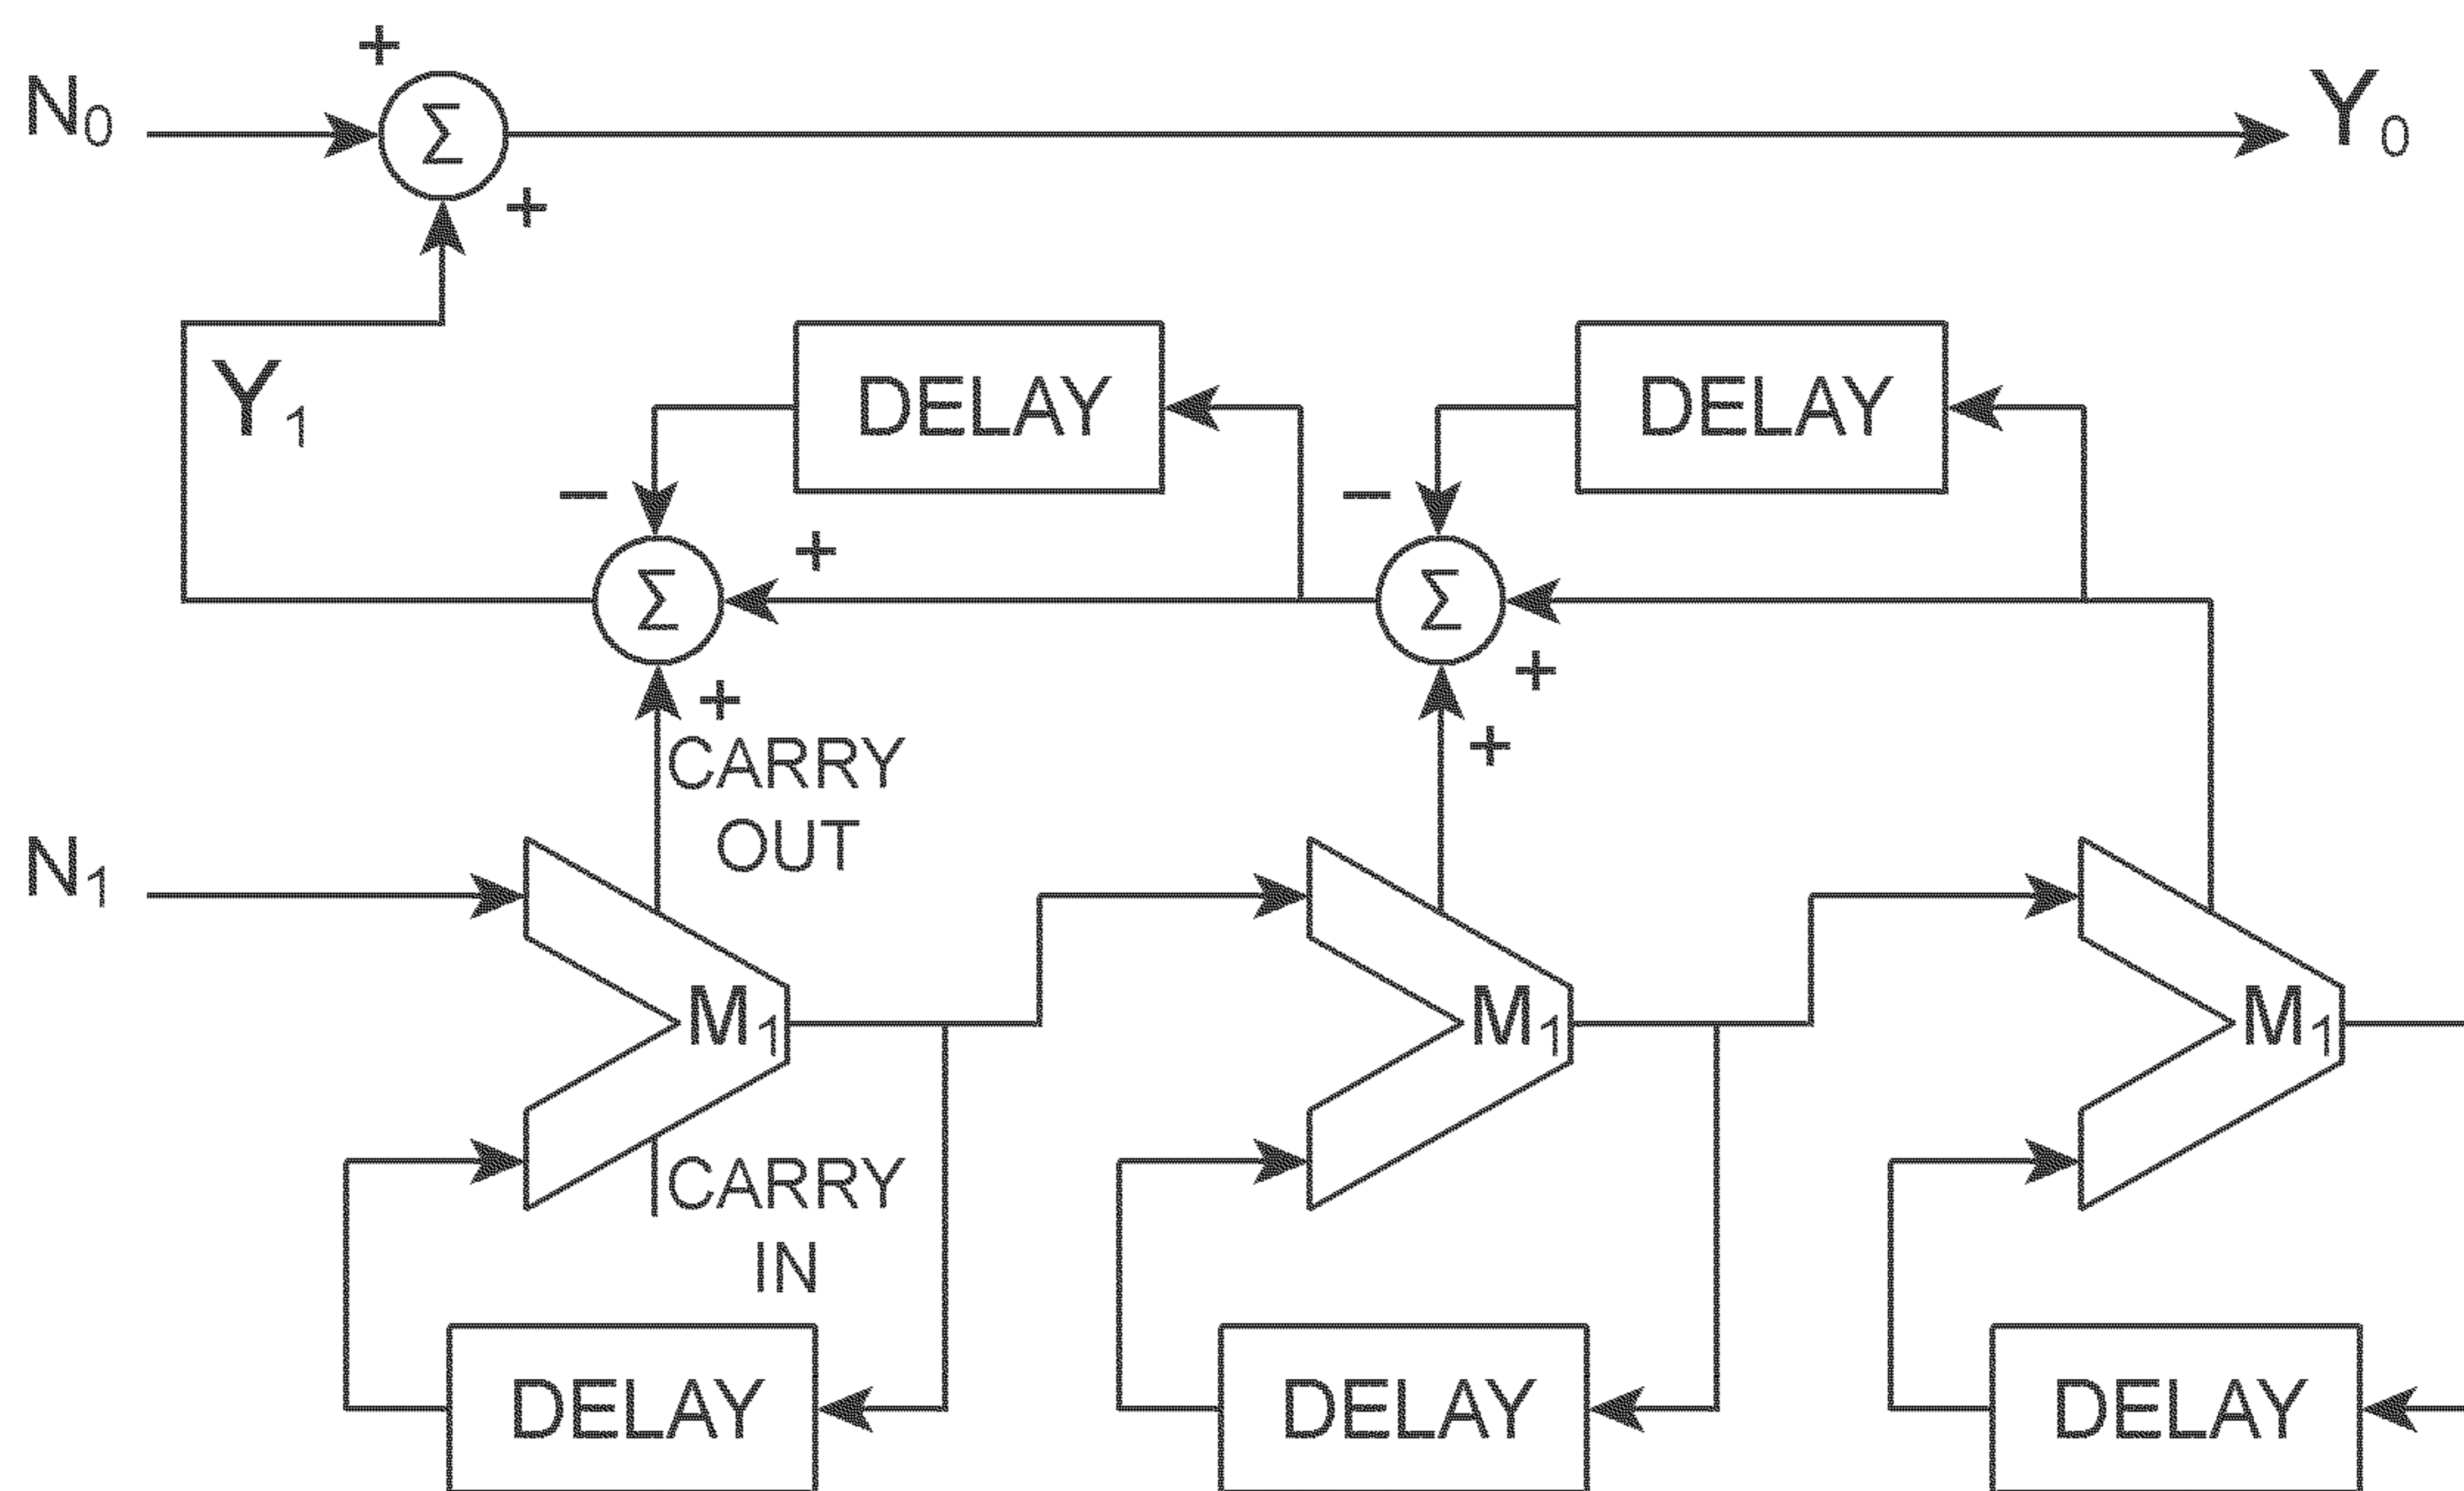 +
N₀
Σ
Y₀
+
Y₁
DELAY
DELAY
−
+
−
Σ
Σ
+
+
CARRY
OUT
+
N₁
M₁
M₁
M₁
CARRY
IN
DELAY
DELAY
DELAY